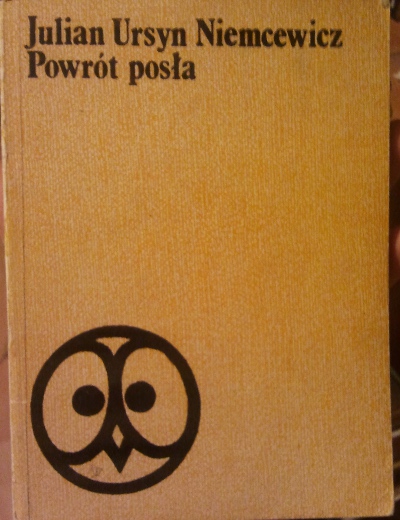 Julian Ursyn Niemcewicz
Powrót posła